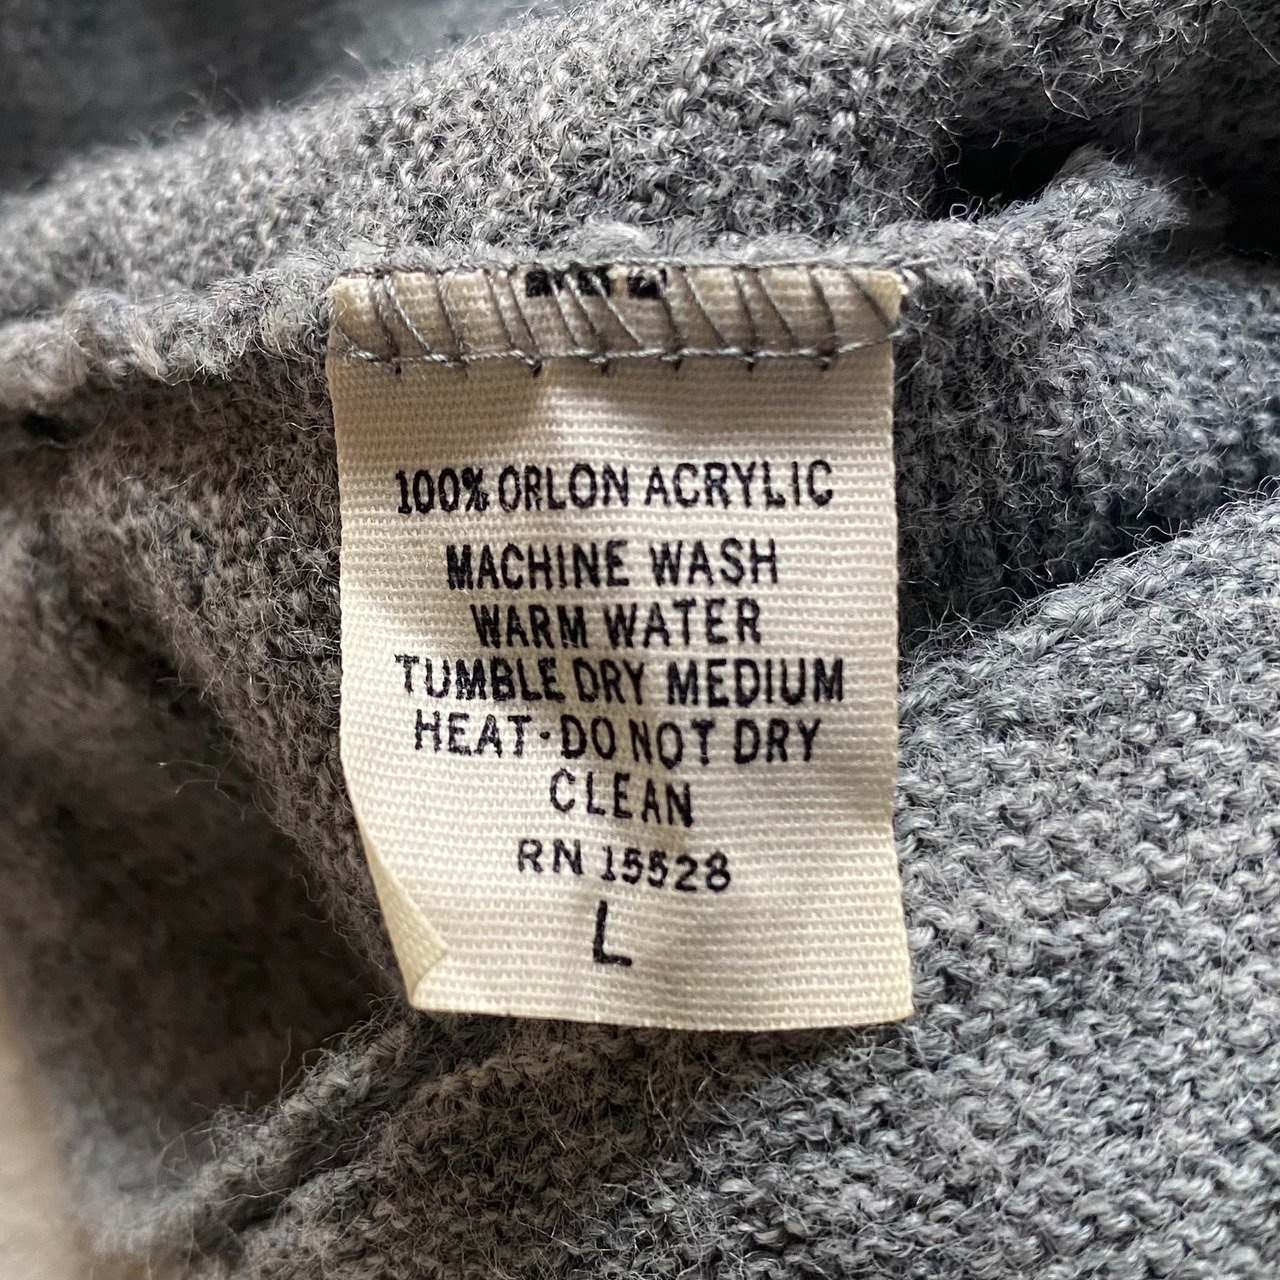 100% ORLON ACRYLIC
MACHINE WASH
WARM WATER
TUMBLE DRY MEDIUM
HEAT·DO NOT DRY
CLEAN
RN 15528
L